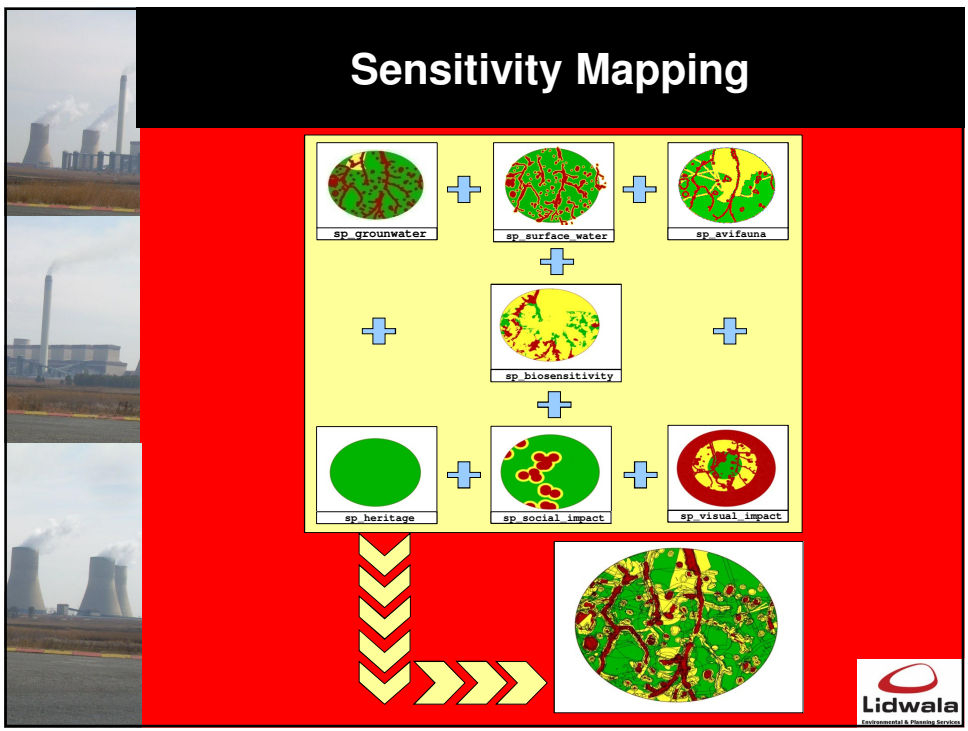 Sensitivity Mapping
sp_grounwater
sp_surface_water
sp_avifauna
sp_biosensitivity
sp_heritage
sp_social_impact
sp_visual_impact
Lidwala
Environmental & Planning Services